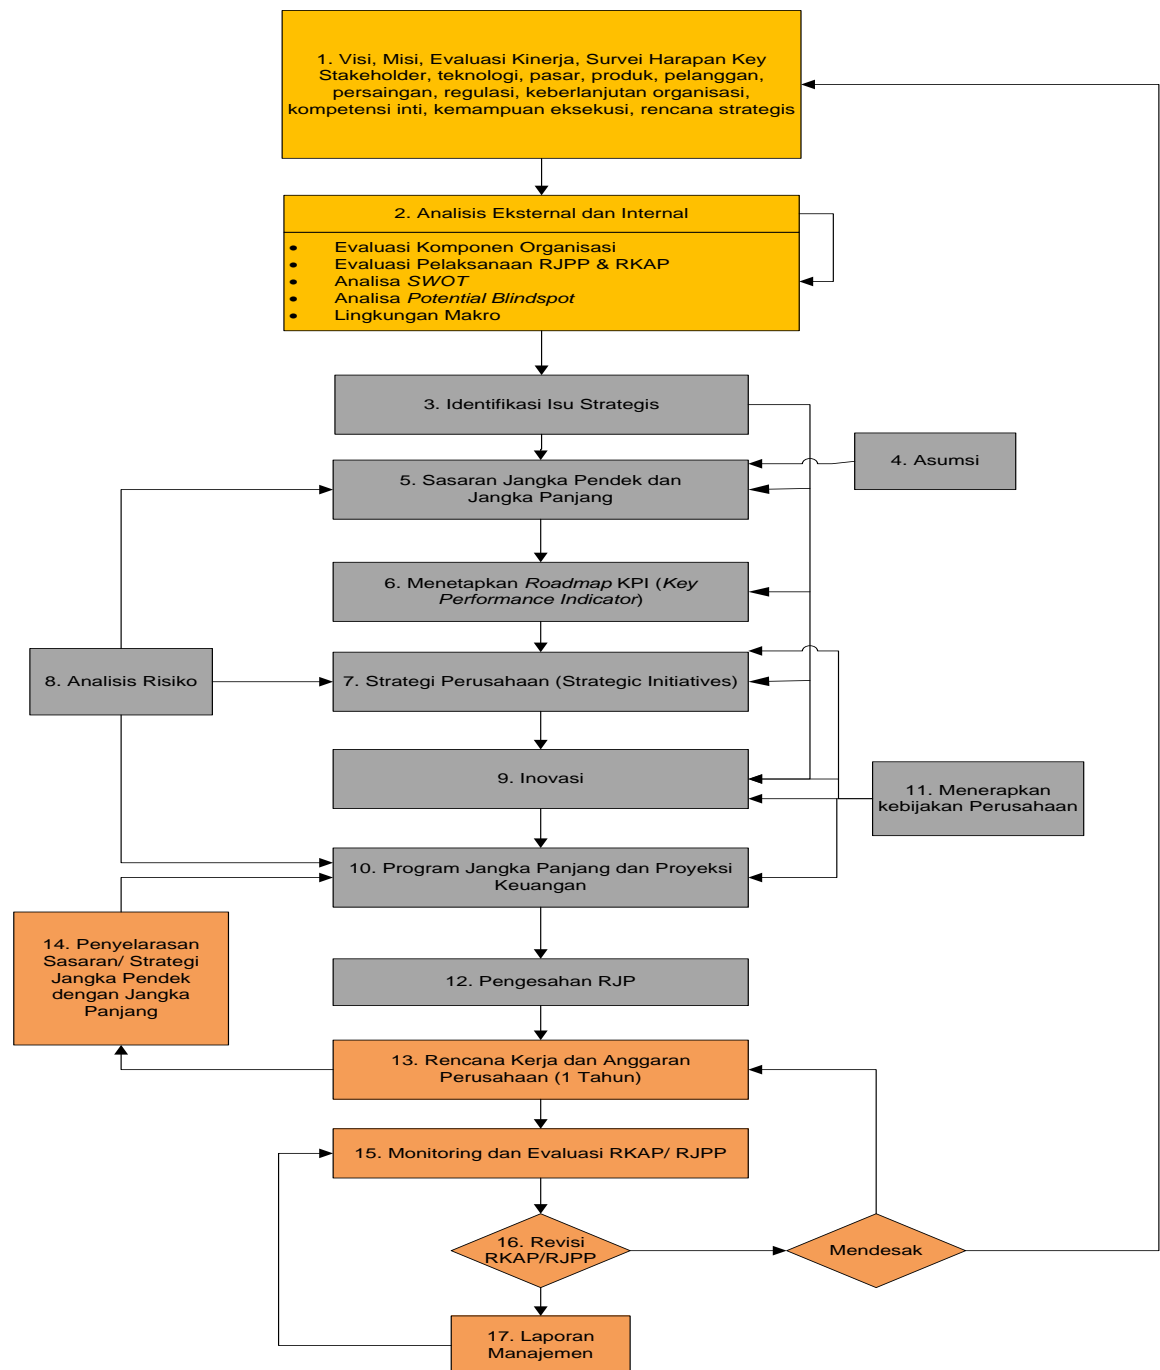 1. Visi, Misi, Evaluasi Kinerja, Survei Harapan Key
Stakeholder, teknologi, pasar, produk, pelanggan,
persaingan, regulasi, keberlanjutan organisasi,
kompetensi inti, kemampuan eksekusi, rencana strategis
2. Analisis Eksternal dan Internal
• Evaluasi Komponen Organisasi
• Evaluasi Pelaksanaan RJPP & RKAP
• Analisa SWOT
• Analisa Potential Blindspot
• Lingkungan Makro
3. Identifikasi Isu Strategis
4. Asumsi
5. Sasaran Jangka Pendek dan
Jangka Panjang
6. Menetapkan Roadmap KPI (Key
Performance Indicator)
8. Analisis Risiko
7. Strategi Perusahaan (Strategic Initiatives)
9. Inovasi
11. Menerapkan
kebijakan Perusahaan
10. Program Jangka Panjang dan Proyeksi
Keuangan
14. Penyelarasan
Sasaran/ Strategi
Jangka Pendek
dengan Jangka
Panjang
12. Pengesahan RJP
13. Rencana Kerja dan Anggaran
Perusahaan (1 Tahun)
15. Monitoring dan Evaluasi RKAP/ RJPP
16. Revisi
RKAP/RJPP
Mendesak
17. Laporan
Manajemen